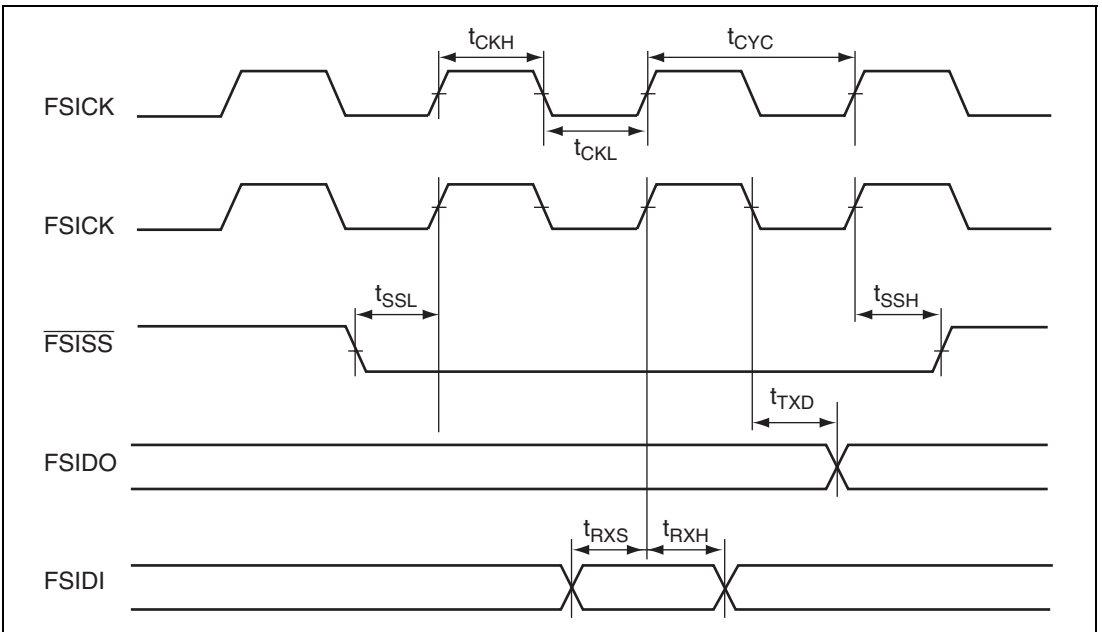 tCKH
tCYC
FSICK
tCKL
FSICK
tSSL
tSSH
FSISS
tTXD
FSIDO
tRXS
tRXH
FSIDI